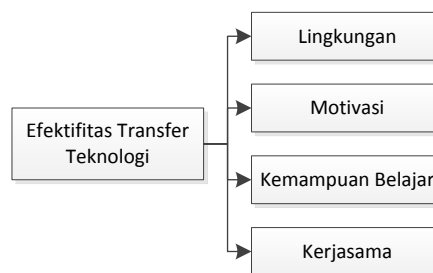 Lingkungan
Motivasi
Efektifitas Transfer
Teknologi
Kemampuan Belajar
Kerjasama